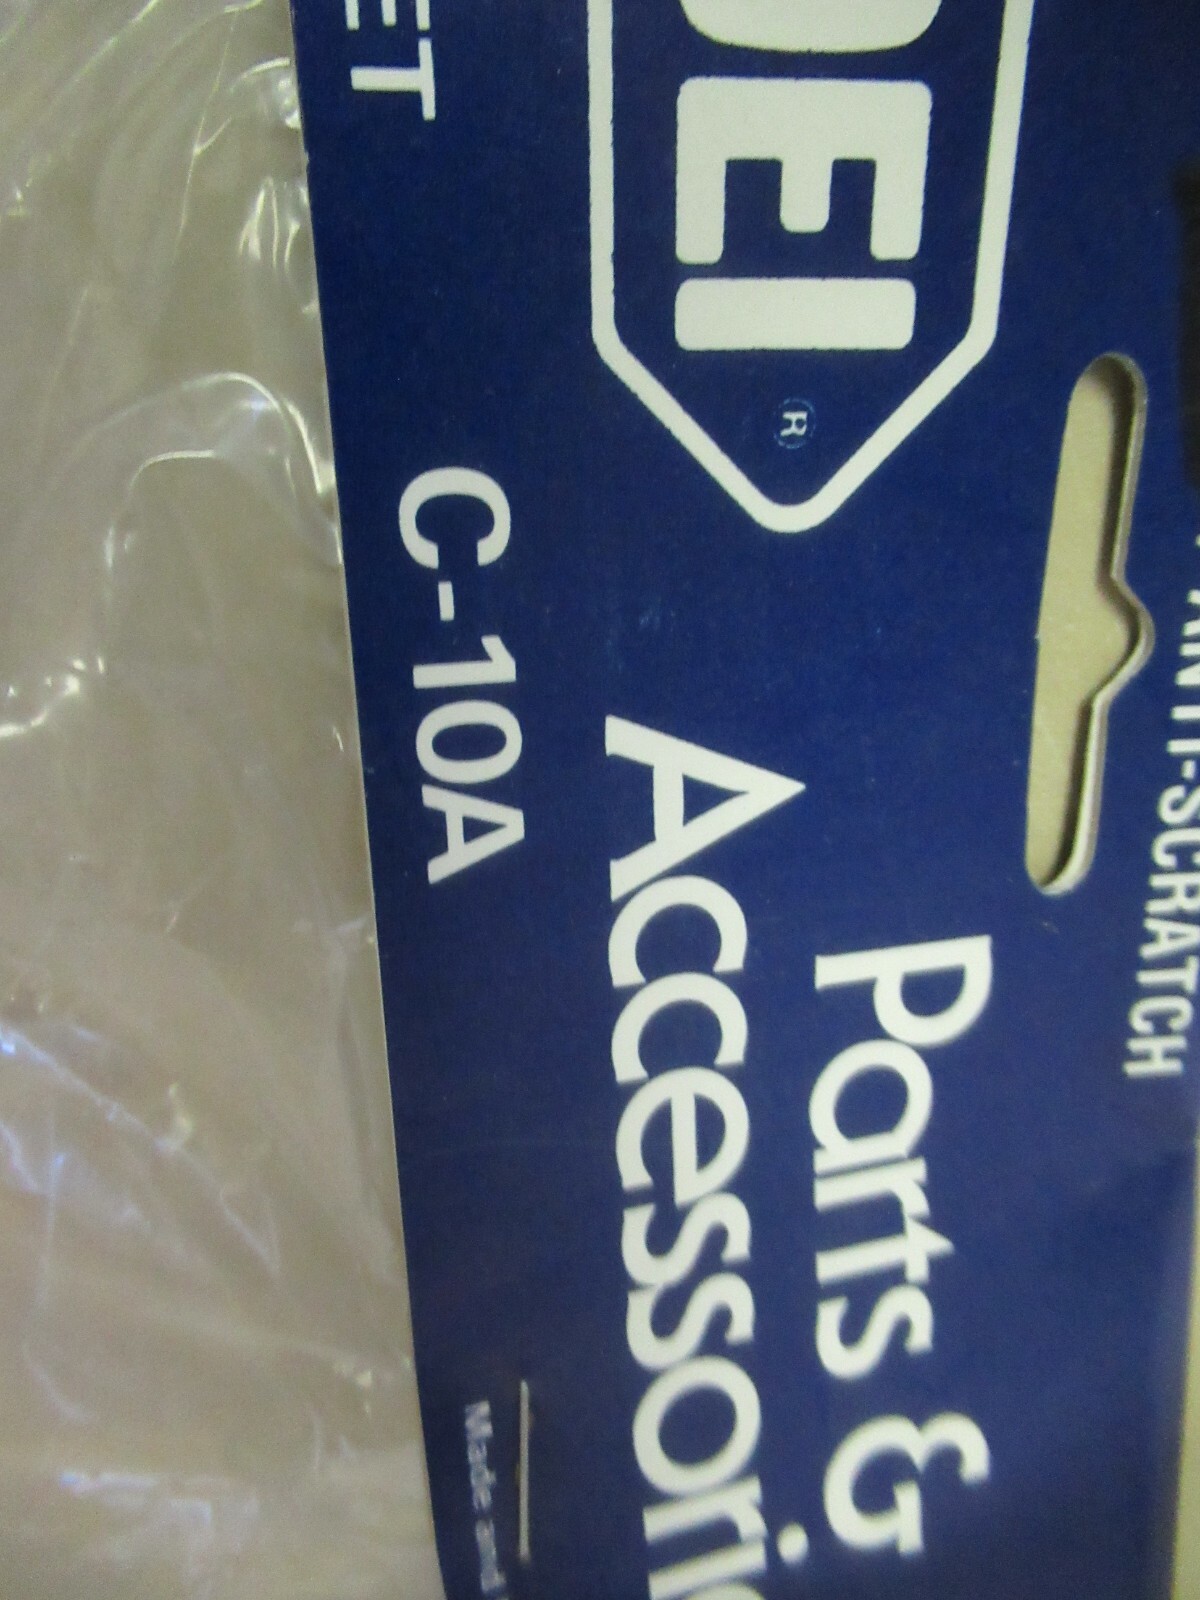 ANTI-SCRATCH
DEI®
Parts &
Accessori
ET
C-10A
Made and